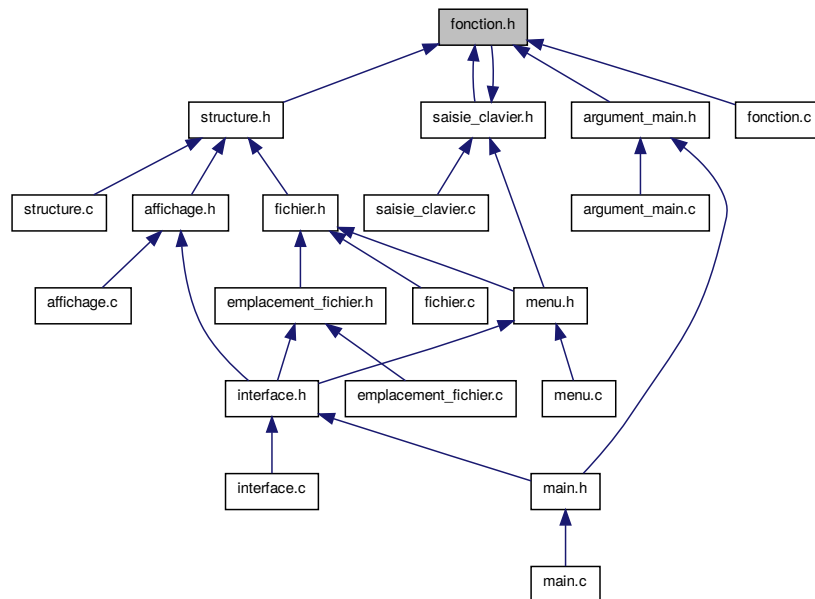 fonction.h
structure.h
saisie_clavier.h
argument_main.h
fonction.c
structure.c
affichage.h
fichier.h
saisie_clavier.c
argument_main.c
affichage.c
emplacement_fichier.h
fichier.c
menu.h
interface.h
emplacement_fichier.c
menu.c
interface.c
main.h
main.c